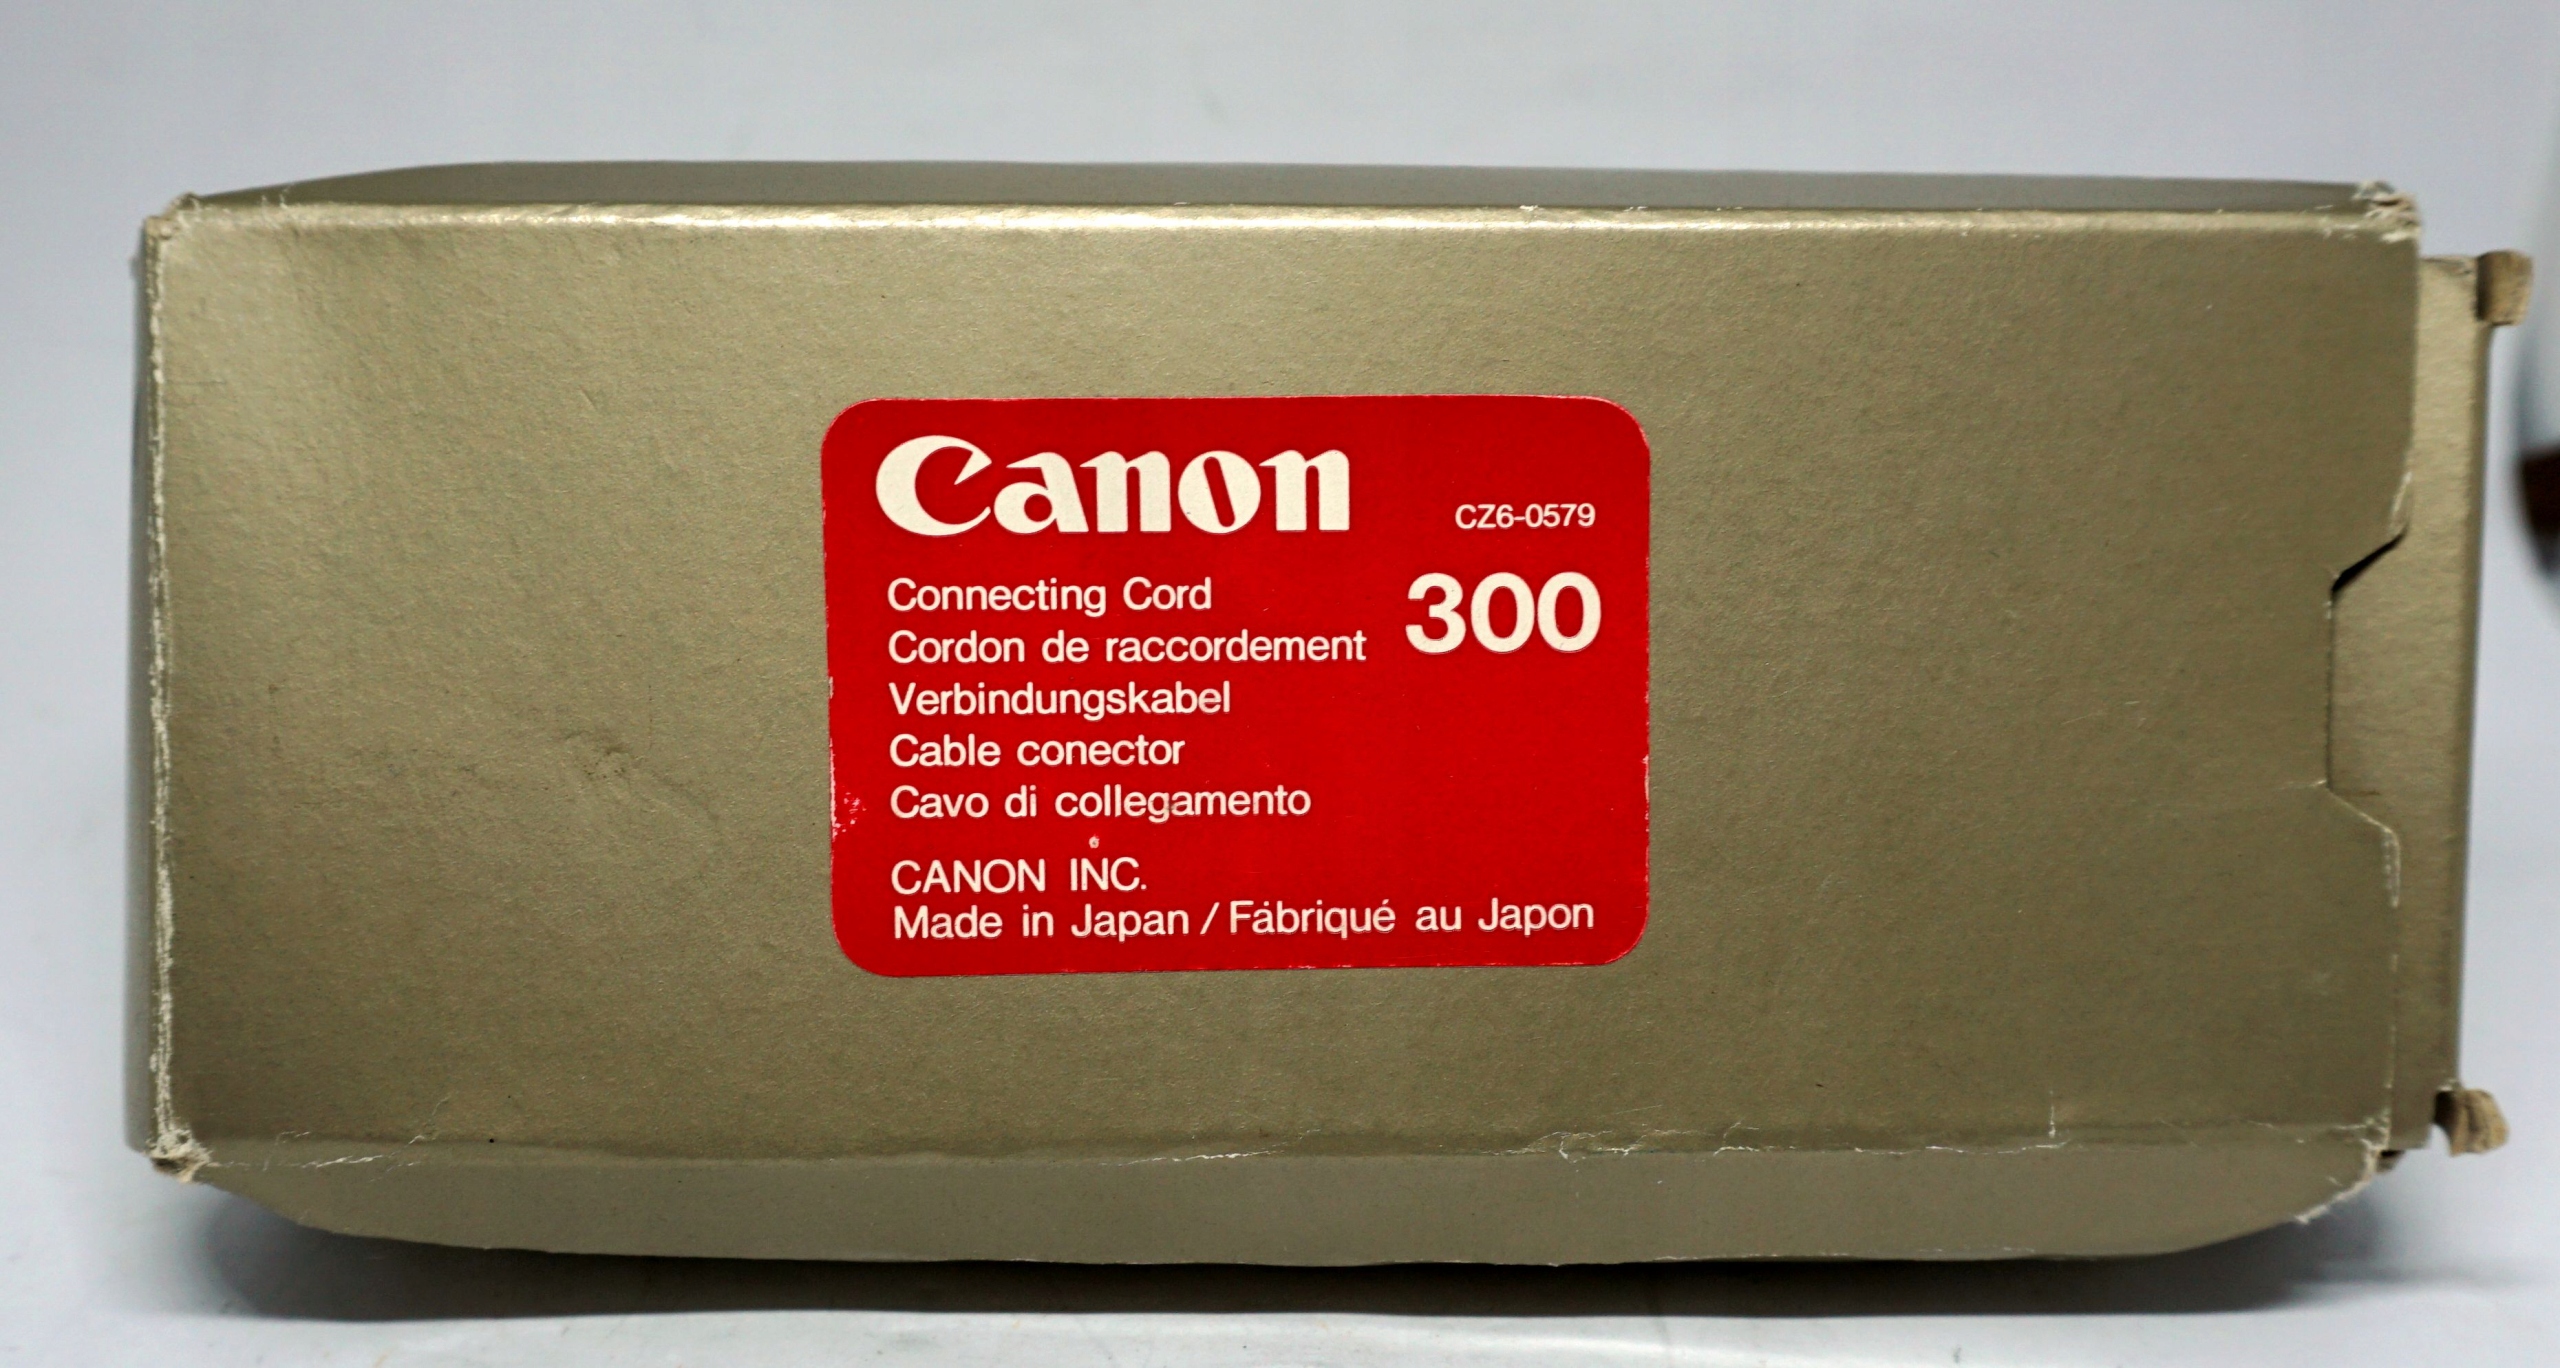 Canon
CZ6-0579
Connecting Cord
300
Cordon de raccordement
Verbindungskabel
Cable conector
Cavo di collegamento
CANON INC.
Made in Japan / Fabriqué au Japon